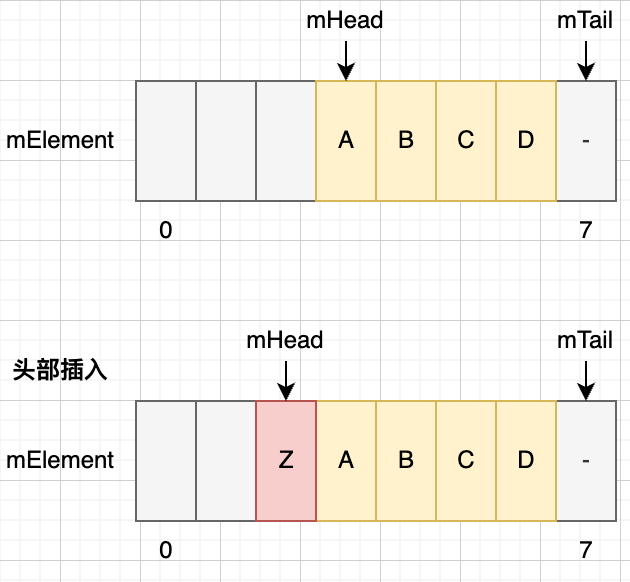 mHead mTail
mElement A B C D -
0 7
mHead mTail
头部插入
mElement Z A B C D -
0 7